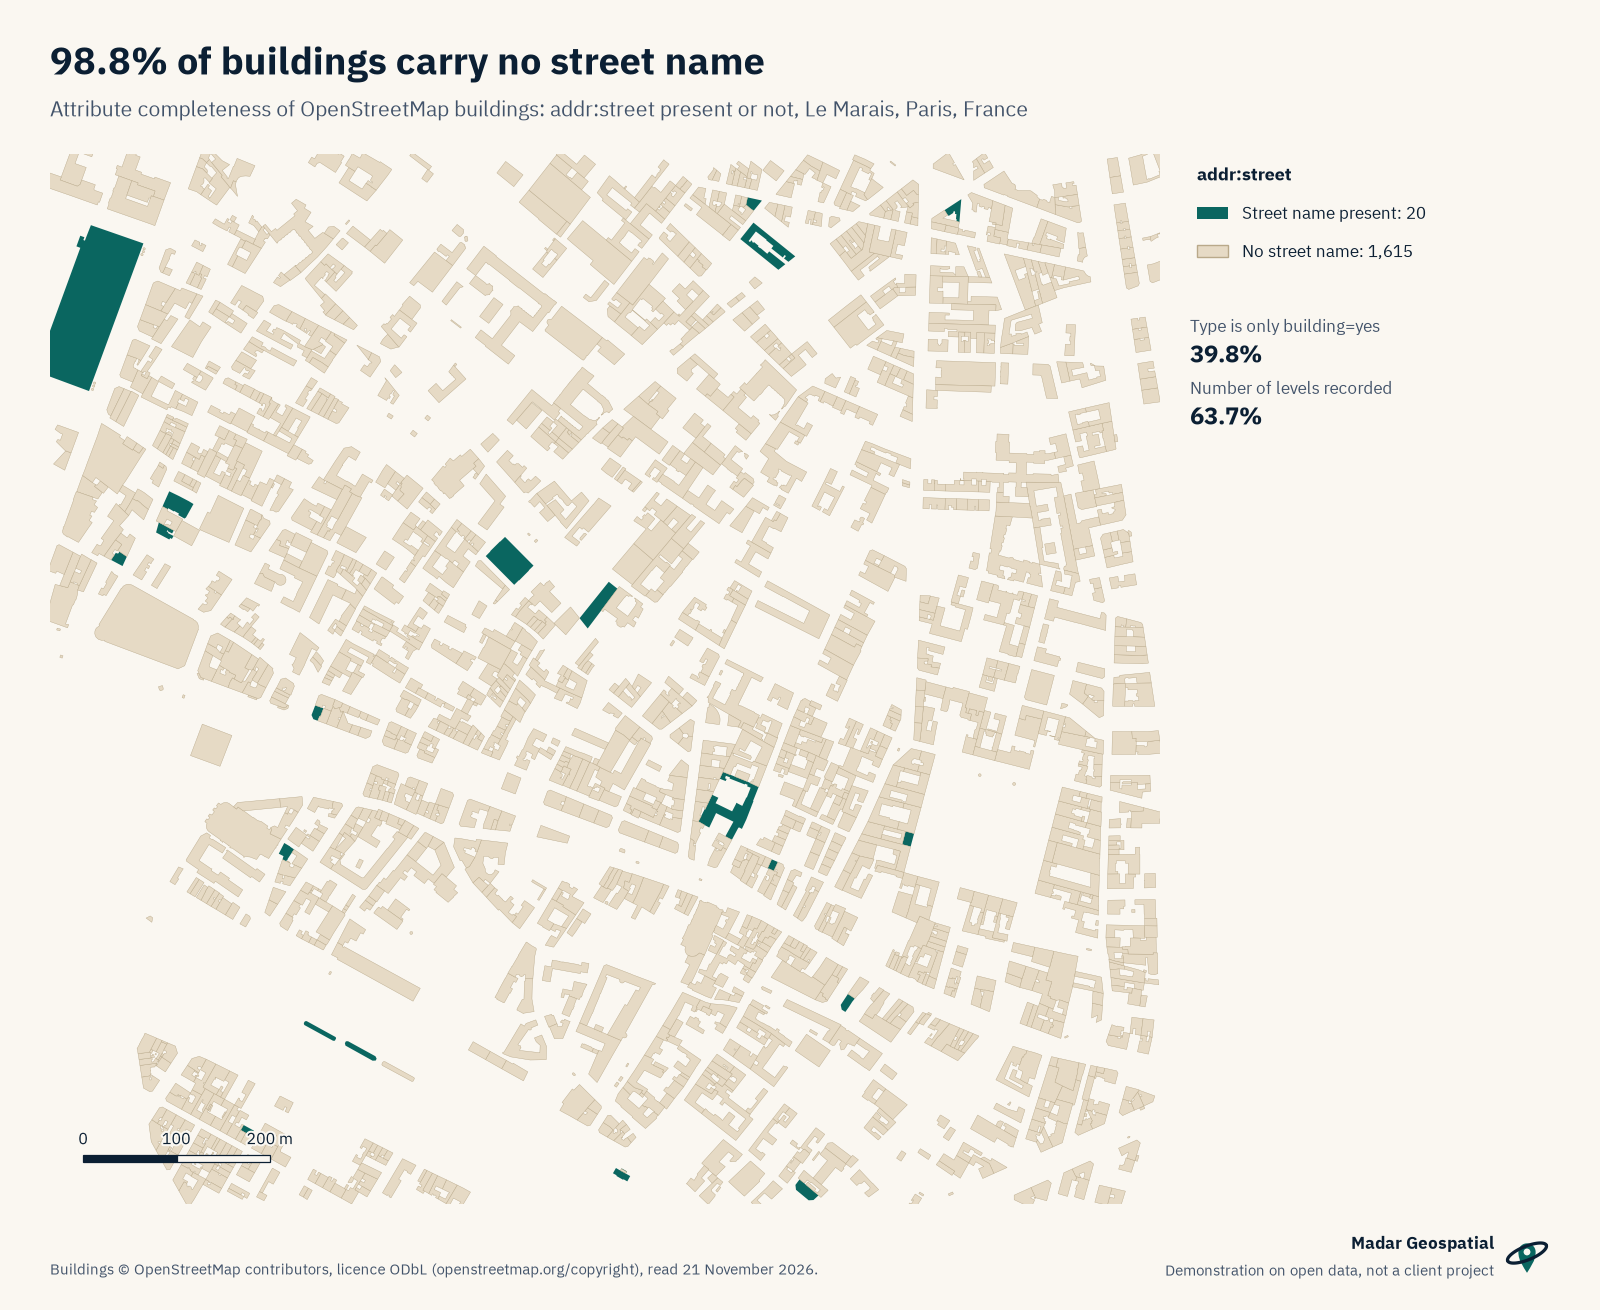 98.8% of buildings carry no street name
Attribute completeness of OpenStreetMap buildings: addr:street present or not, Le Marais, Paris, France
addr:street
Street name present: 20
No street name: 1,615
Type is only building=yes
39.8%
Number of levels recorded
63.7%
0 100 200 m
Madar Geospatial
Buildings © OpenStreetMap contributors, licence ODbL (openstreetmap.org/copyright), read 21 November 2026.
Demonstration on open data, not a client project